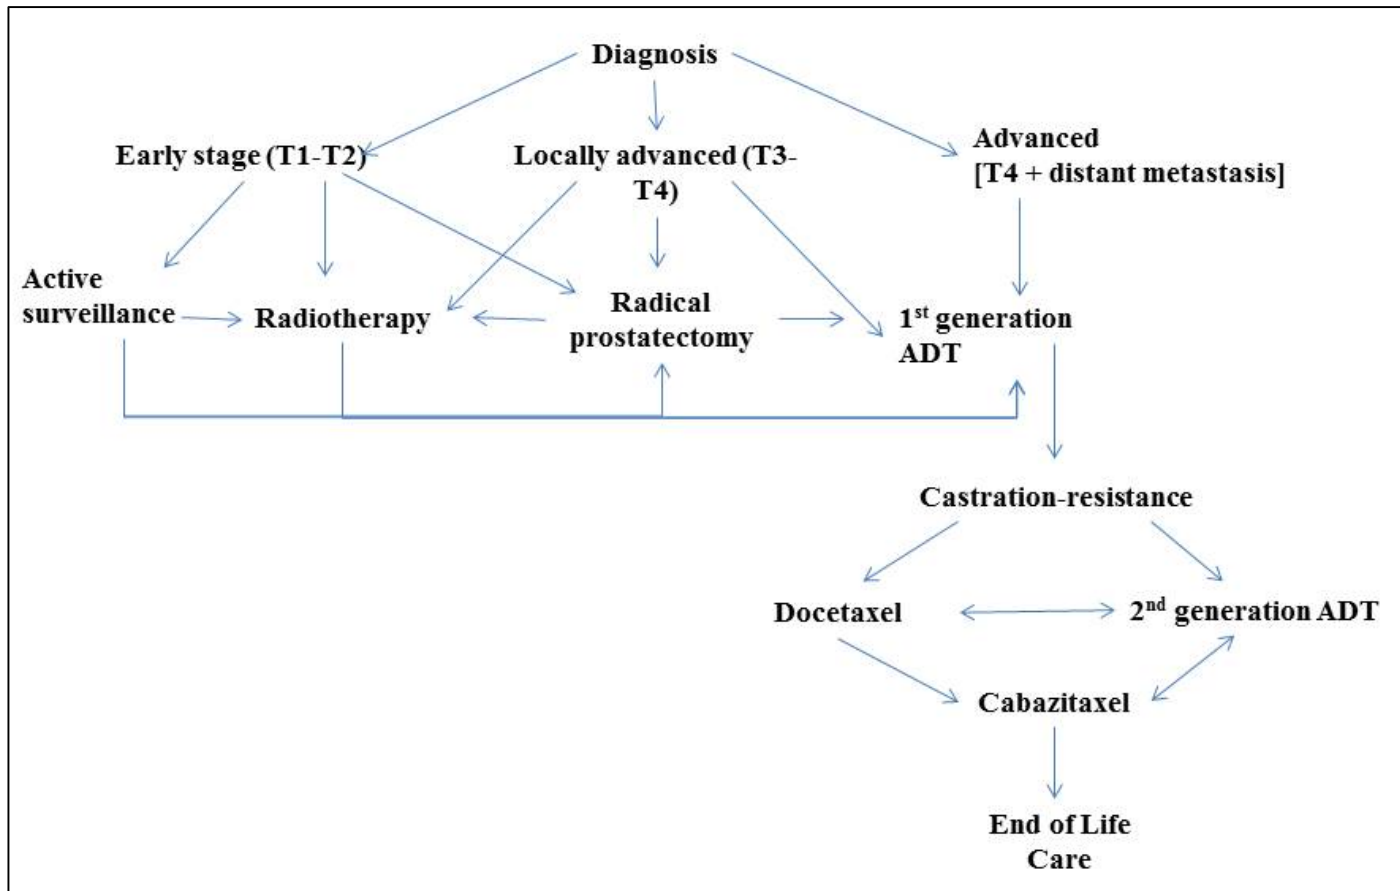 Diagnosis
Early stage (T1-T2)
Locally advanced (T3-
T4)
Advanced
[T4 + distant metastasis]
Active
surveillance
Radiotherapy
Radical
prostatectomy
1st generation
ADT
Castration-resistance
Docetaxel
2nd generation ADT
Cabazitaxel
End of Life
Care